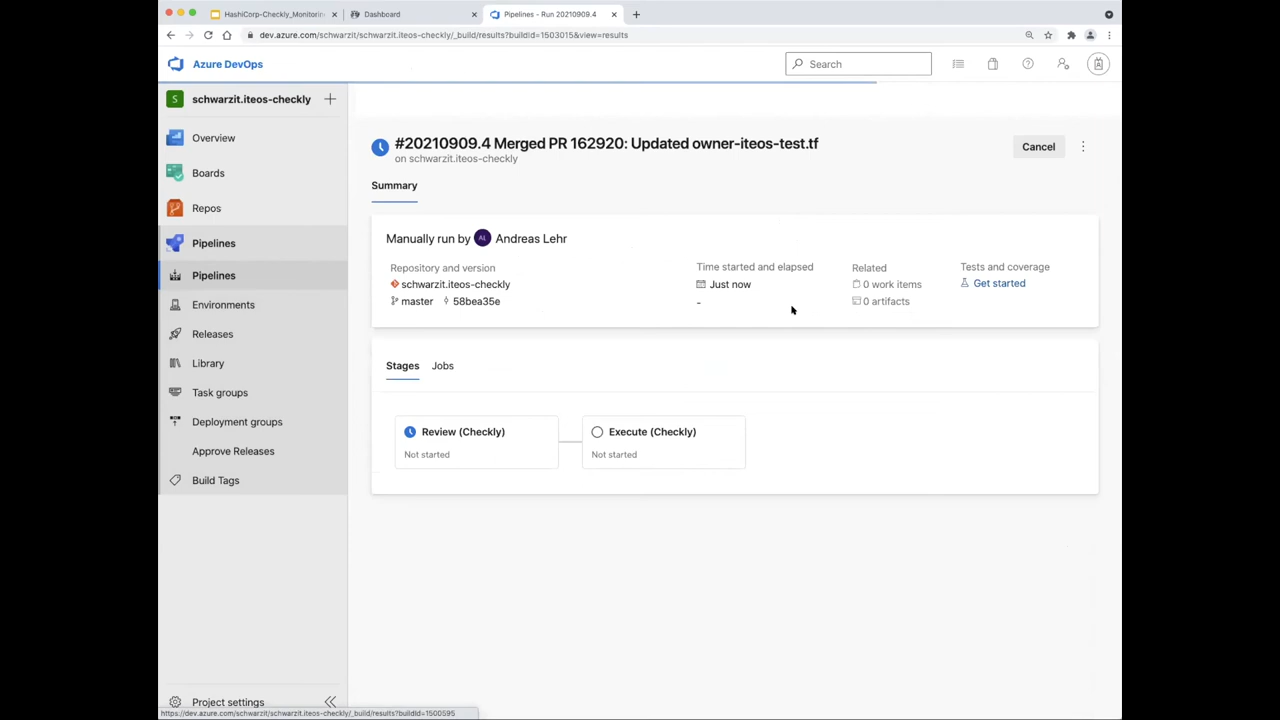 HashiCorp-Checkly_Monitorin
Dashboard
Pipelines - Run 20210909.4
dev.azure.com/schwarzit/schwarzit.iteos-checkly/_build/results?buildId=1503015&view=results
Azure DevOps
Search
S
schwarzit.iteos-checkly
Overview
Boards
Repos
Pipelines
Pipelines
Environments
Releases
Library
Task groups
Deployment groups
Approve Releases
Build Tags
Project settings
#20210909.4 Merged PR 162920: Updated owner-iteos-test.tf
on schwarzit.iteos-checkly
Cancel
Summary
Manually run by AL Andreas Lehr
Repository and version
schwarzit.iteos-checkly
master 58bea35e
Time started and elapsed
Just now
-
Related
0 work items
0 artifacts
Tests and coverage
Get started
Stages Jobs
Review (Checkly)
Not started
Execute (Checkly)
Not started
https://dev.azure.com/schwarzit/schwarzit.iteos-checkly/_build/results?buildId=1500595